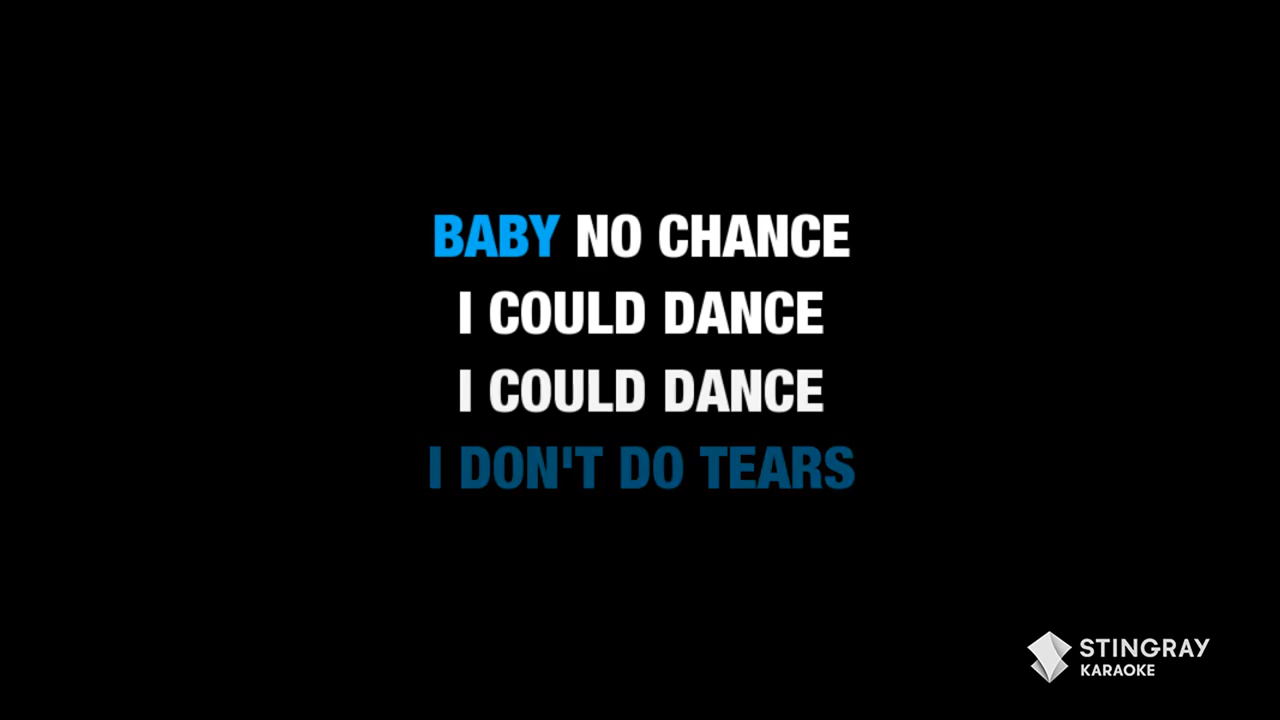 BABY NO CHANCE
I COULD DANCE
I COULD DANCE
I DON'T DO TEARS
STINGRAY
KARAOKE